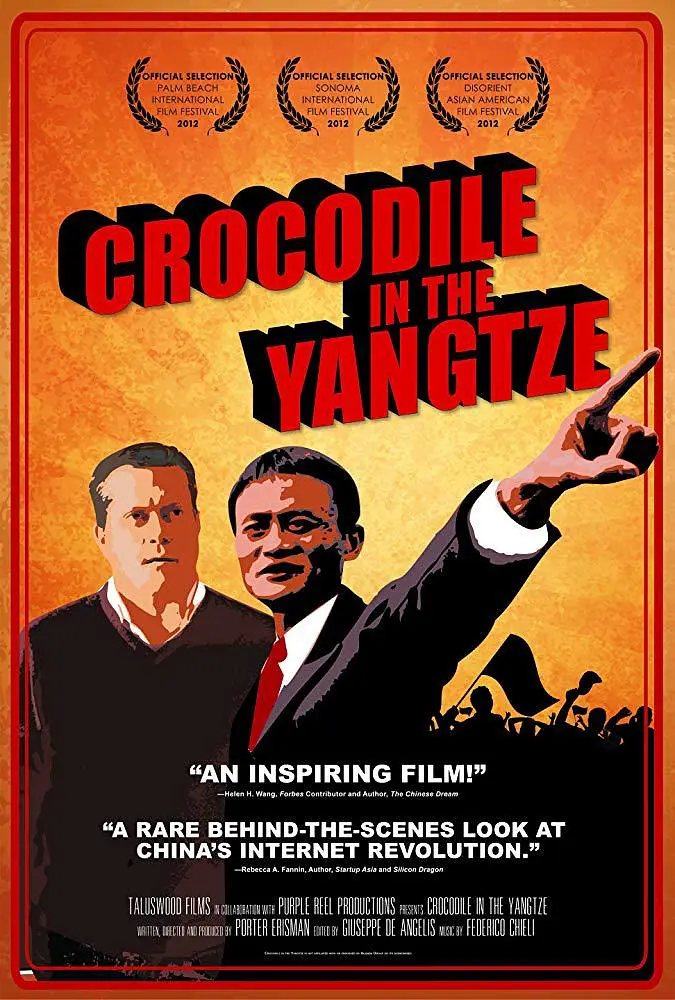 OFFICIAL SELECTION
PALM BEACH
INTERNATIONAL
FILM FESTIVAL
2012
OFFICIAL SELECTION
SONOMA
INTERNATIONAL
FILM FESTIVAL
2012
OFFICIAL SELECTION
DISORIENT
ASIAN AMERICAN
FILM FESTIVAL
2012
CROCODILE
IN THE
YANGTZE
“AN INSPIRING FILM!”
—Helen H. Wang, Forbes Contributor and Author, The Chinese Dream
“A RARE BEHIND-THE-SCENES LOOK AT
CHINA’S INTERNET REVOLUTION.”
—Rebecca A. Fannin, Author, Startup Asia and Silicon Dragon
TALUSWOOD FILMS IN COLLABORATION WITH PURPLE REEL PRODUCTIONS PRESENTS CROCODILE IN THE YANGTZE
WRITTEN, DIRECTED AND PRODUCED BY PORTER ERISMAN EDITED BY GIUSEPPE DE ANGELIS MUSIC BY FEDERICO CHIELI